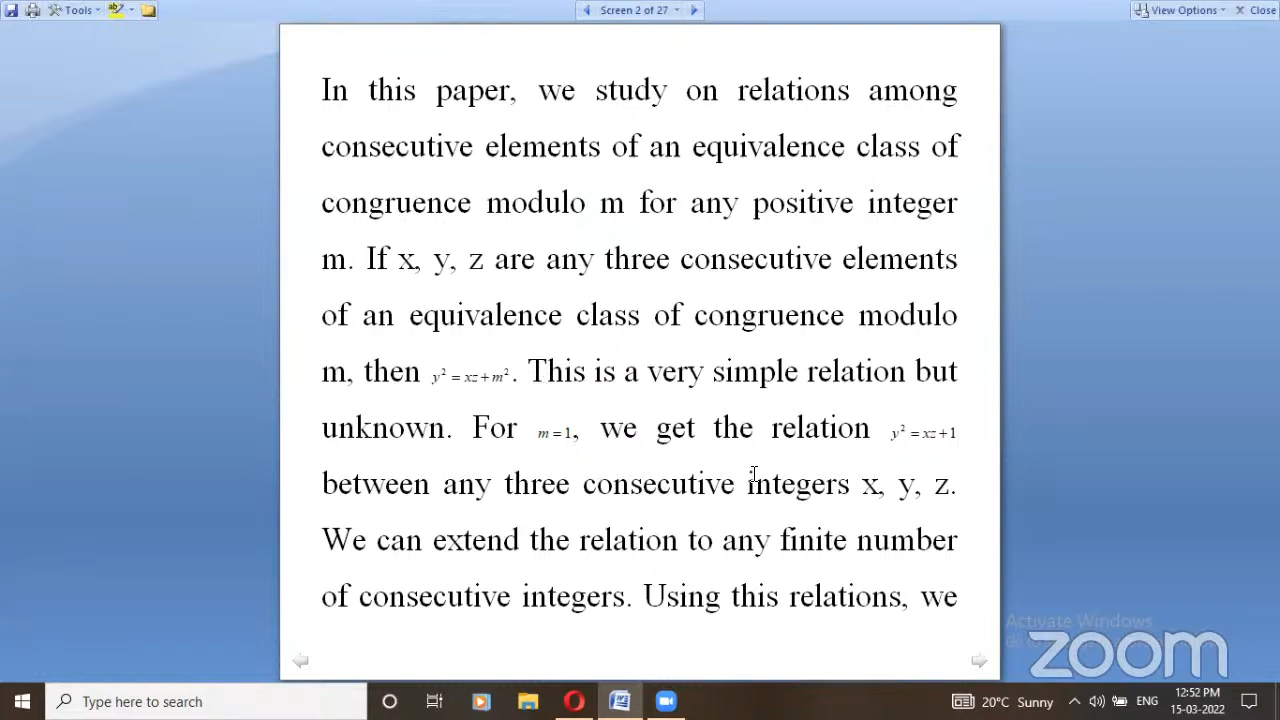 Tools
Screen 2 of 27
View Options
Close
In this paper, we study on relations among
consecutive elements of an equivalence class of
congruence modulo m for any positive integer
m. If x, y, z are any three consecutive elements
of an equivalence class of congruence modulo
m, then y² = xz + m². This is a very simple relation but
unknown. For m = 1, we get the relation y² = xz + 1
between any three consecutive integers x, y, z.
We can extend the relation to any finite number
of consecutive integers. Using this relations, we
Activate Windows
zoom
Type here to search
20°C Sunny
ENG
12:52 PM
15-03-2022